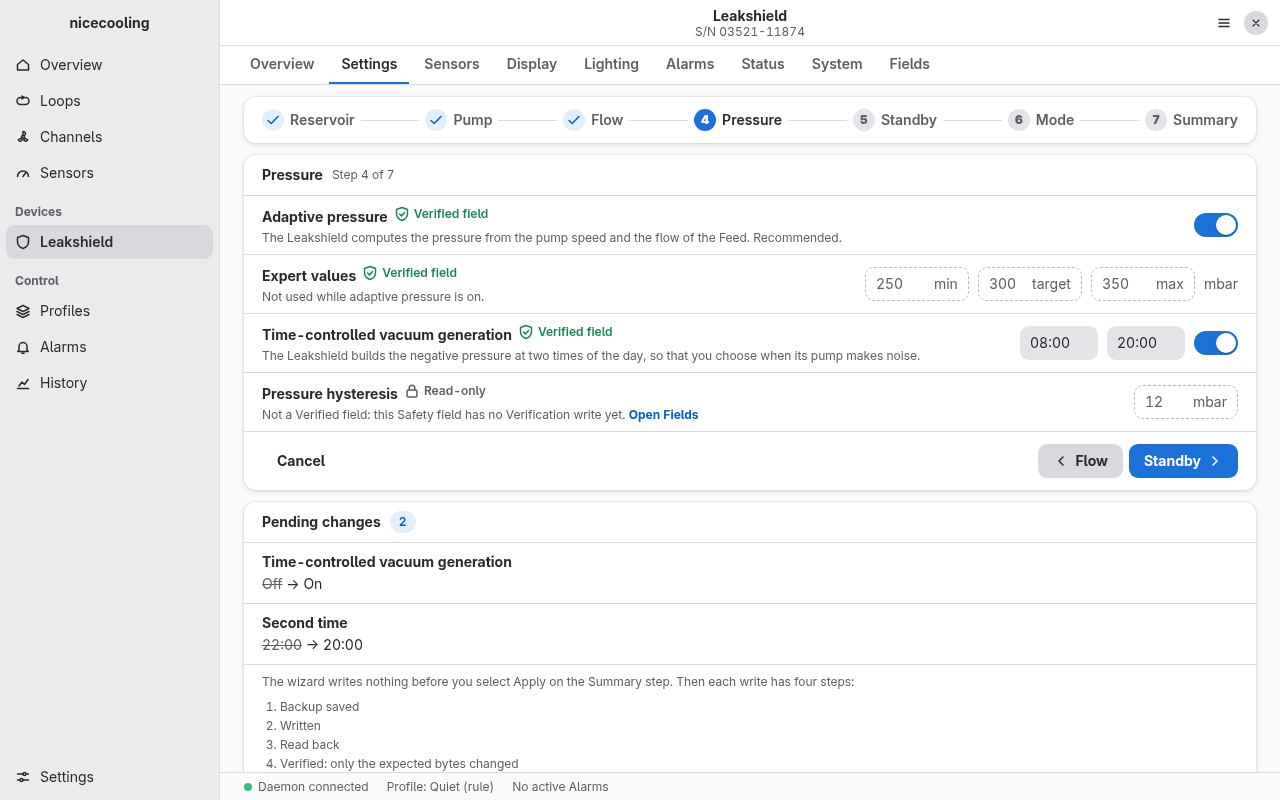 nicecooling
Overview
Loops
Channels
Sensors
Devices
Leakshield
Control
Profiles
Alarms
History
Settings
Leakshield
S/N 03521-11874
Overview Settings Sensors Display Lighting Alarms Status System Fields
Reservoir Pump Flow 4 Pressure 5 Standby 6 Mode 7 Summary
Pressure Step 4 of 7
Adaptive pressure Verified field
The Leakshield computes the pressure from the pump speed and the flow of the Feed. Recommended.
Expert values Verified field
Not used while adaptive pressure is on.
250 min 300 target 350 max mbar
Time-controlled vacuum generation Verified field
The Leakshield builds the negative pressure at two times of the day, so that you choose when its pump makes noise.
08:00 20:00
Pressure hysteresis Read-only
Not a Verified field: this Safety field has no Verification write yet. Open Fields
12 mbar
Cancel Flow Standby
Pending changes 2
Time-controlled vacuum generation
Off → On
Second time
22:00 → 20:00
The wizard writes nothing before you select Apply on the Summary step. Then each write has four steps:
1. Backup saved
2. Written
3. Read back
4. Verified: only the expected bytes changed
Daemon connected Profile: Quiet (rule) No active Alarms